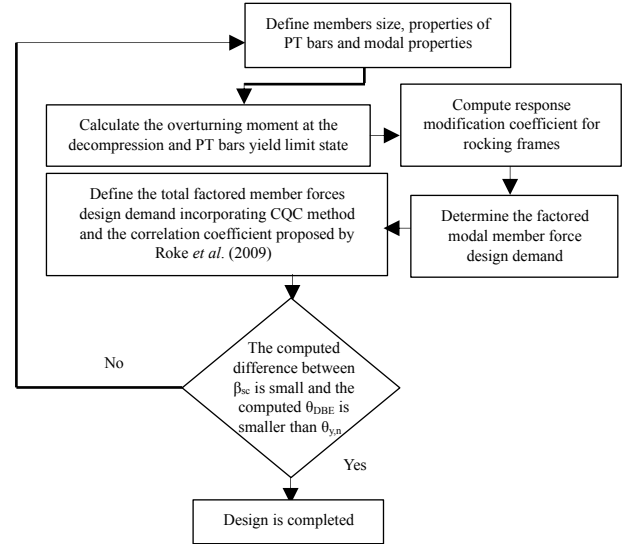 Define members size, properties of
PT bars and modal properties
Calculate the overturning moment at the
decompression and PT bars yield limit state
Compute response
modification coefficient for
rocking frames
Determine the factored
modal member force
design demand
Define the total factored member forces
design demand incorporating CQC method
and the correlation coefficient proposed by
Roke et al. (2009)
The computed
difference between
βsc is small and the
computed θDBE is
smaller than θy,n
No
Yes
Design is completed